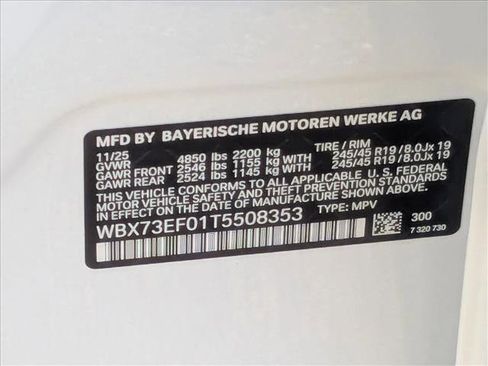 MFD BY BAYERISCHE MOTOREN WERKE AG
11/25 TIRE / RIM
GVWR 4850 lbs 2200 kg
GAWR FRONT 2546 lbs 1155 kg WITH 245/45 R19 / 8.0Jx 19
GAWR REAR 2524 lbs 1145 kg WITH 245/45 R19 / 8.0Jx 19
THIS VEHICLE CONFORMS TO ALL APPLICABLE U. S. FEDERAL
MOTOR VEHICLE SAFETY STANDARDS IN EFFECT ON THE
DATE OF MANUFACTURE SHOWN ABOVE.
WBX73EF01T5508353 TYPE: MPV
300
7 320 730